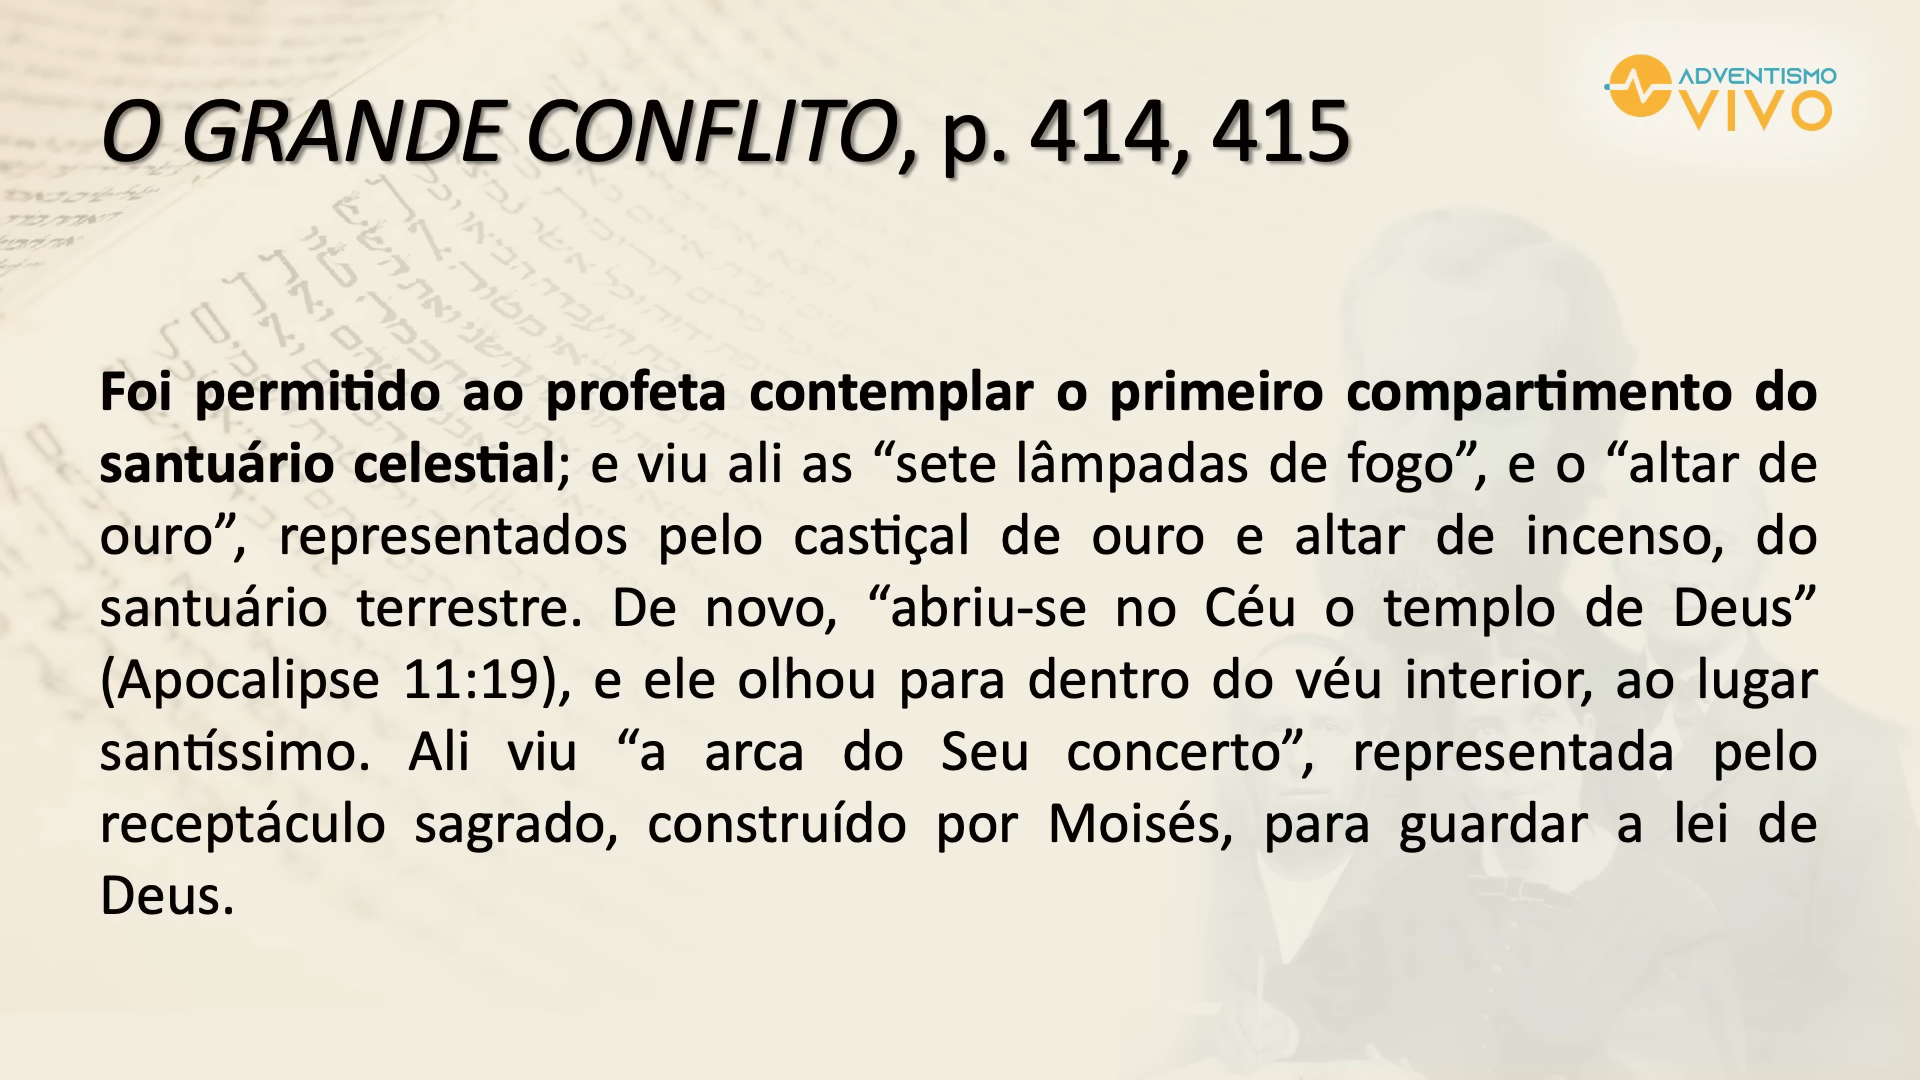 O GRANDE CONFLITO, p. 414, 415
ADVENTISMO
VIVO
Foi permitido ao profeta contemplar o primeiro compartimento do
santuário celestial; e viu ali as “sete lâmpadas de fogo”, e o “altar de
ouro”, representados pelo castiçal de ouro e altar de incenso, do
santuário terrestre. De novo, “abriu-se no Céu o templo de Deus”
(Apocalipse 11:19), e ele olhou para dentro do véu interior, ao lugar
santíssimo. Ali viu “a arca do Seu concerto”, representada pelo
receptáculo sagrado, construído por Moisés, para guardar a lei de
Deus.